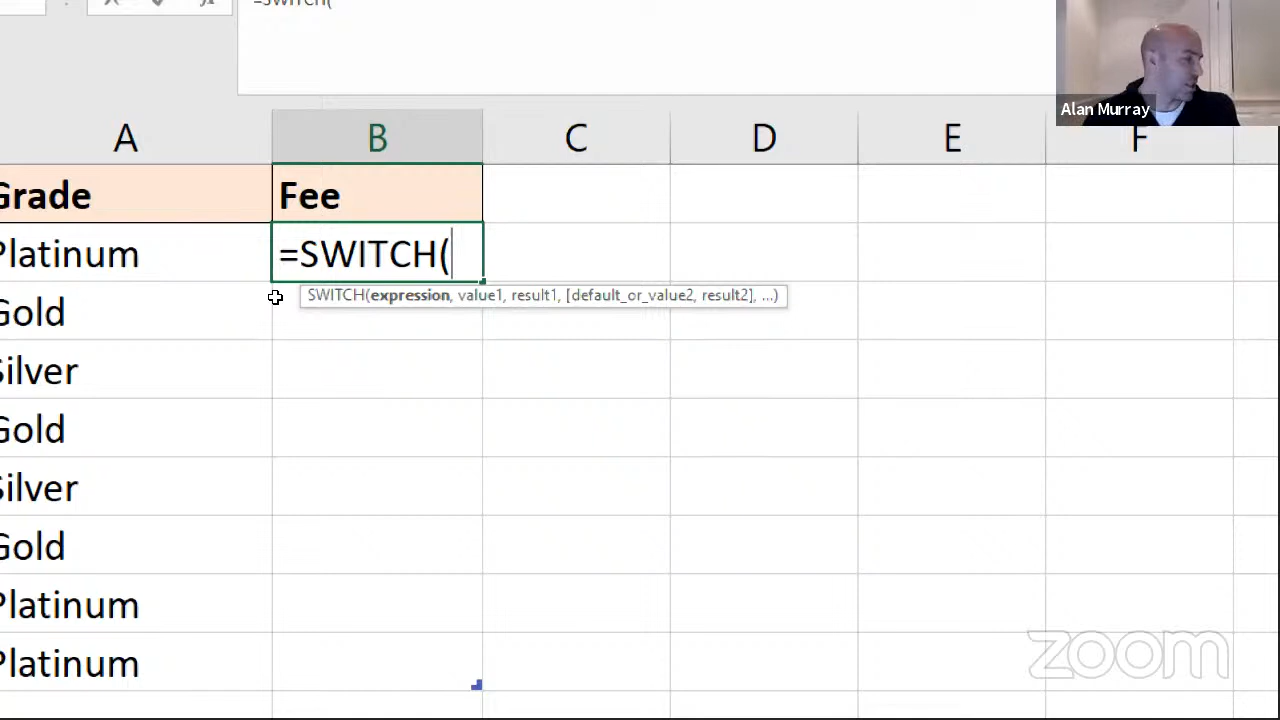 =SWITCH(
Alan Murray
A B C D E F
Grade Fee
Platinum =SWITCH(
SWITCH(expression, value1, result1, [default_or_value2, result2], ...)
Gold
Silver
Gold
Silver
Gold
Platinum
Platinum
zoom